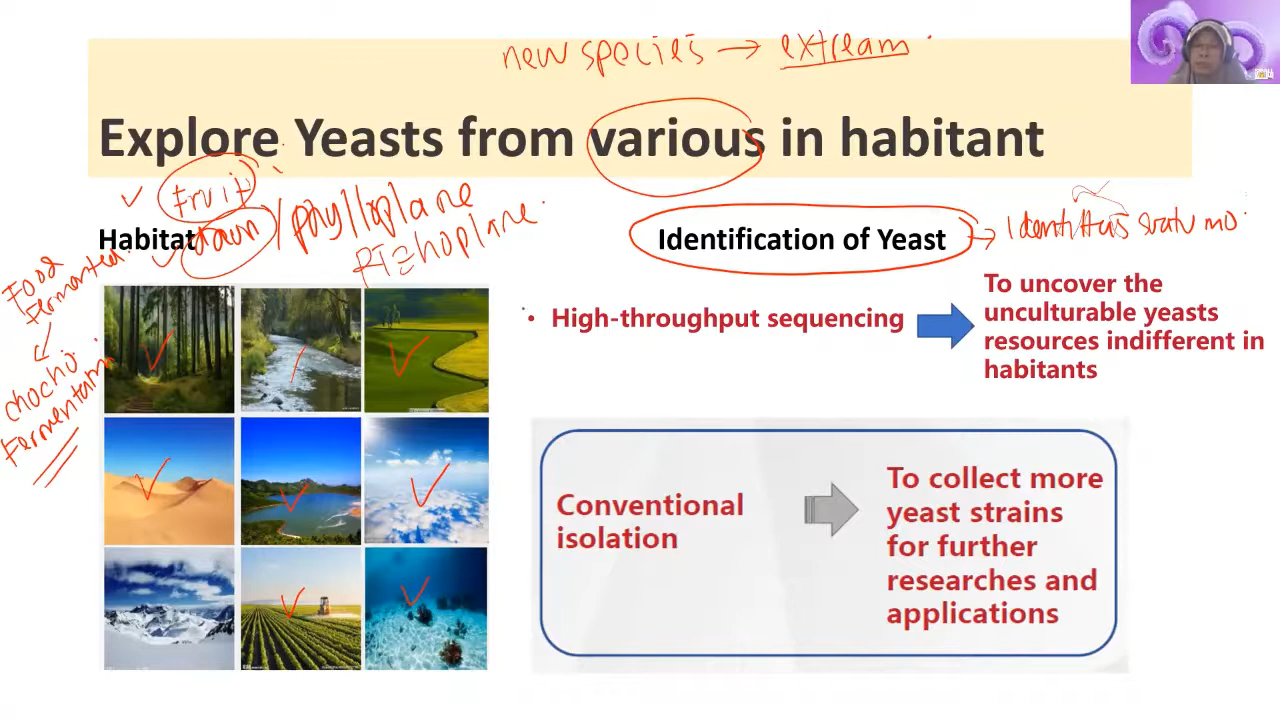 new species → extream
Explore Yeasts from various in habitant
Fruit
Habitat
daun / phylloplane
Rizhoplane
Food
Fermented
chocho
Fermentation
Identification of Yeast
• High-throughput sequencing
To uncover the
unculturable yeasts
resources indifferent in
habitants
Conventional
isolation
To collect more
yeast strains
for further
researches and
applications